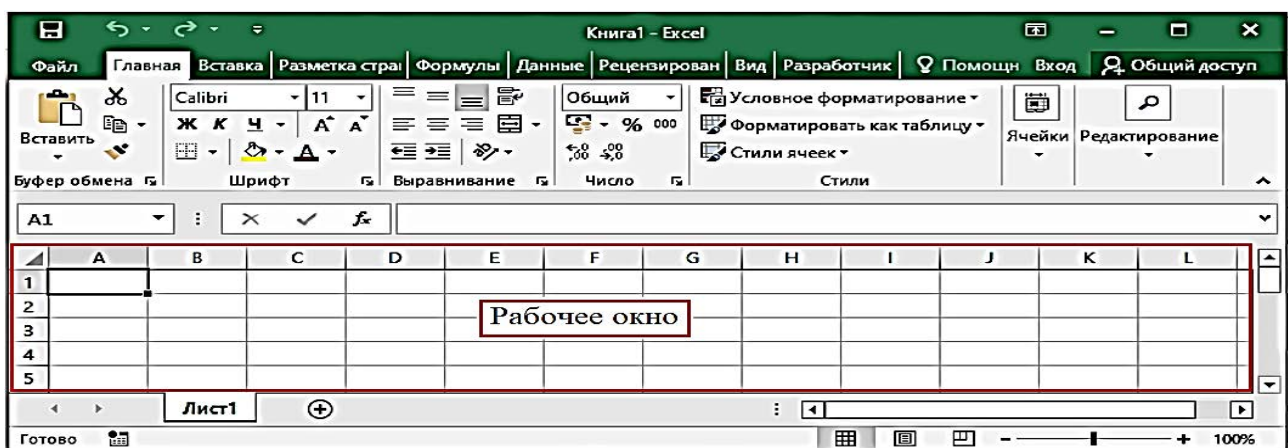 Книга1 - Excel
Файл Главная Вставка Разметка стра Формулы Данные Рецензирован Вид Разработчик Помощн Вход Общий доступ
Вставить
Буфер обмена
Calibri 11
Ж К Ч A A
A
Шрифт
Выравнивание
Общий
% 000
Число
Условное форматирование
Форматировать как таблицу
Стили ячеек
Стили
Ячейки
Редактирование
A1 fx
A B C D E F G H I J K L
1
2
3
4
5
Рабочее окно
Лист1
Готово 100%